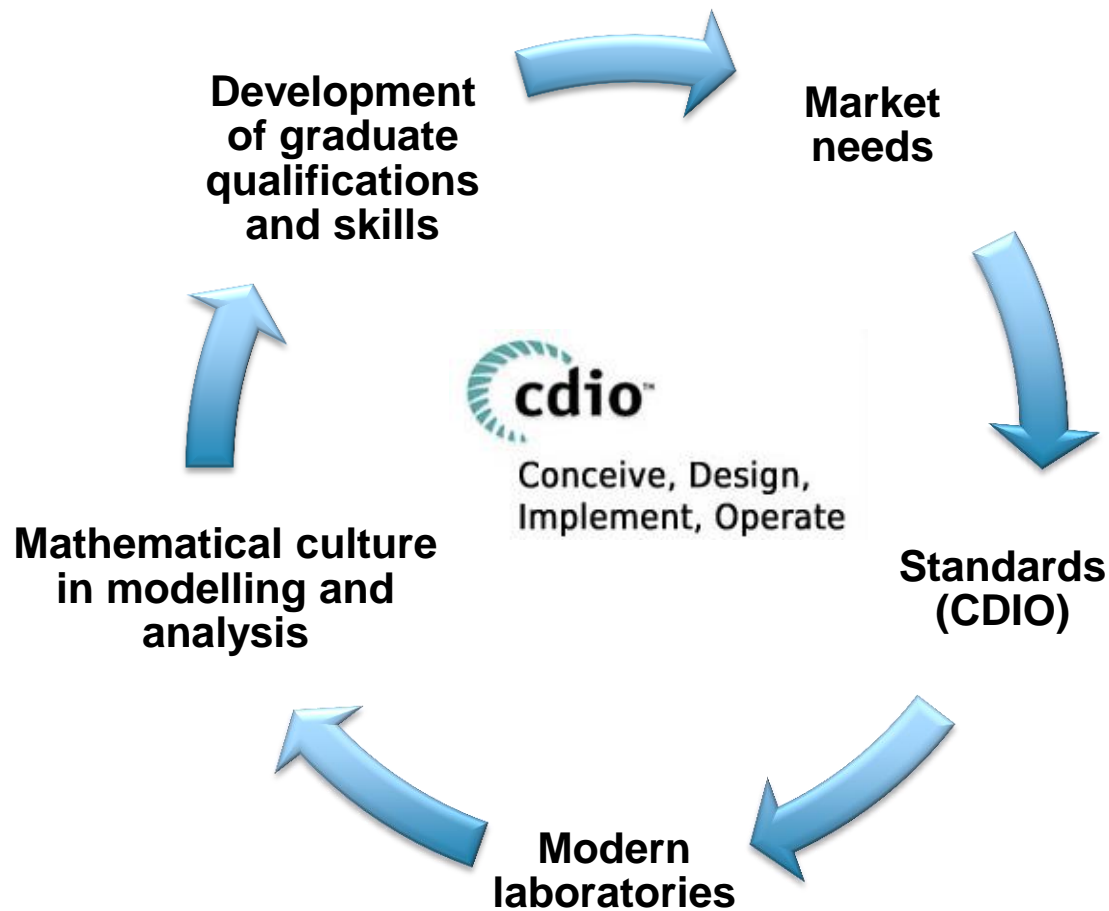 Development
of graduate
qualifications
and skills
Market
needs
cdio™
Conceive, Design,
Implement, Operate
Standards
(CDIO)
Modern
laboratories
Mathematical culture
in modelling and
analysis